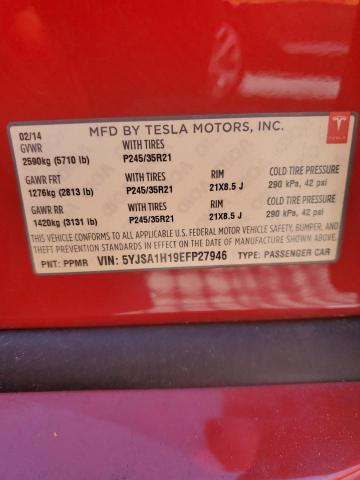 02/14 MFD BY TESLA MOTORS, INC.
GVWR WITH TIRES
2590kg (5710 lb) P245/35R21 TESLA
GAWR FRT WITH TIRES RIM COLD TIRE PRESSURE
1276kg (2813 lb) P245/35R21 21X8.5 J 290 kPa, 42 psi
GAWR RR WITH TIRES RIM COLD TIRE PRESSURE
1420kg (3131 lb) P245/35R21 21X8.5 J 290 kPa, 42 psi
THIS VEHICLE CONFORMS TO ALL APPLICABLE U.S. FEDERAL MOTOR VEHICLE SAFETY, BUMPER, AND
THEFT PREVENTION STANDARDS IN EFFECT ON THE DATE OF MANUFACTURE SHOWN ABOVE.
PNT: PPMR VIN: 5YJSA1H19EFP27946 TYPE: PASSENGER CAR